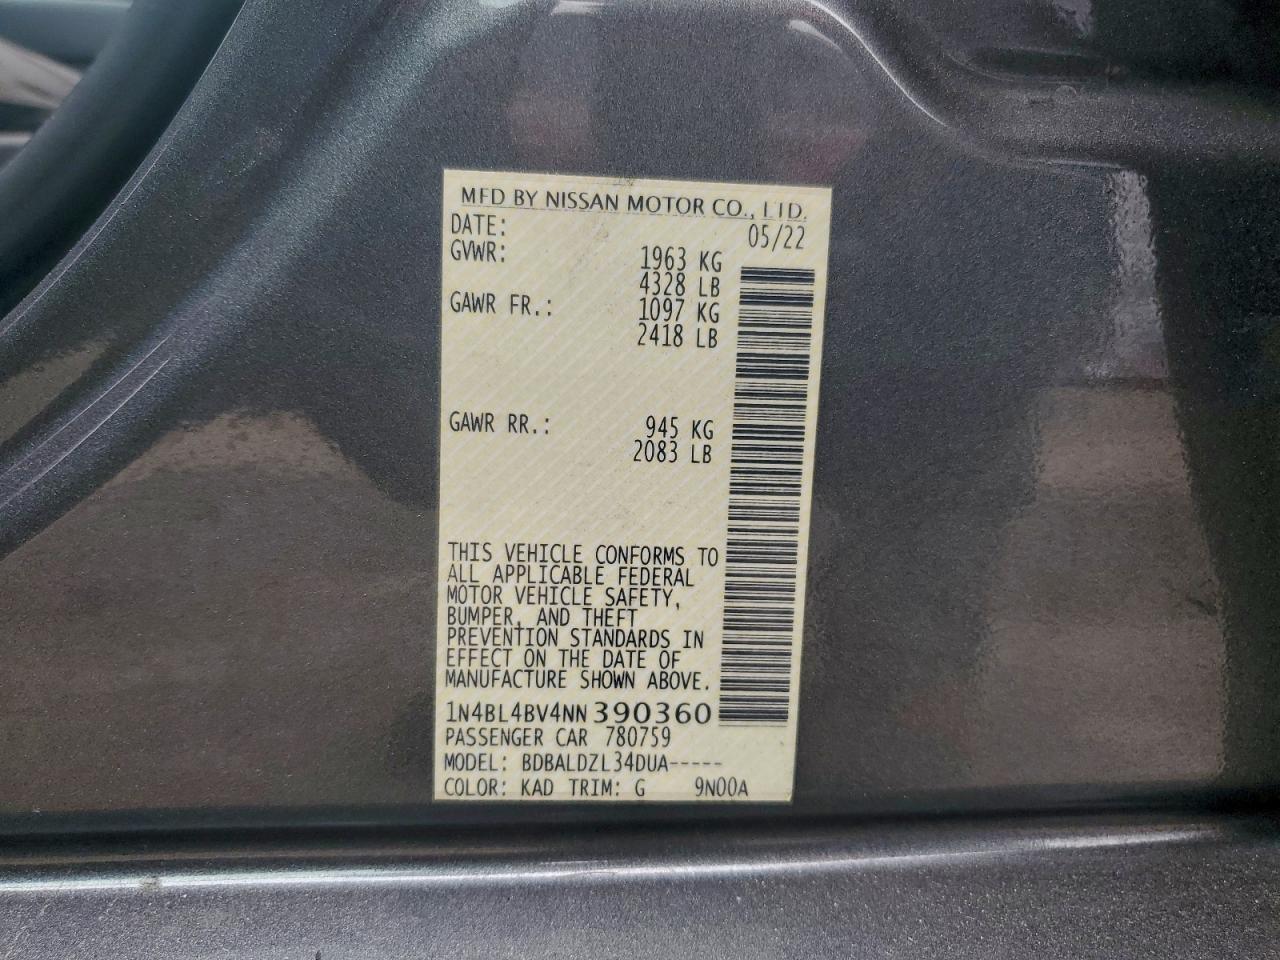 MFD BY NISSAN MOTOR CO., LTD.
DATE: 05/22
GVWR: 1963 KG
4328 LB
GAWR FR.: 1097 KG
2418 LB
GAWR RR.: 945 KG
2083 LB
THIS VEHICLE CONFORMS TO
ALL APPLICABLE FEDERAL
MOTOR VEHICLE SAFETY,
BUMPER, AND THEFT
PREVENTION STANDARDS IN
EFFECT ON THE DATE OF
MANUFACTURE SHOWN ABOVE.
1N4BL4BV4NN390360
PASSENGER CAR 780759
MODEL: BDBALDZL34DUA-----
COLOR: KAD TRIM: G 9N00A